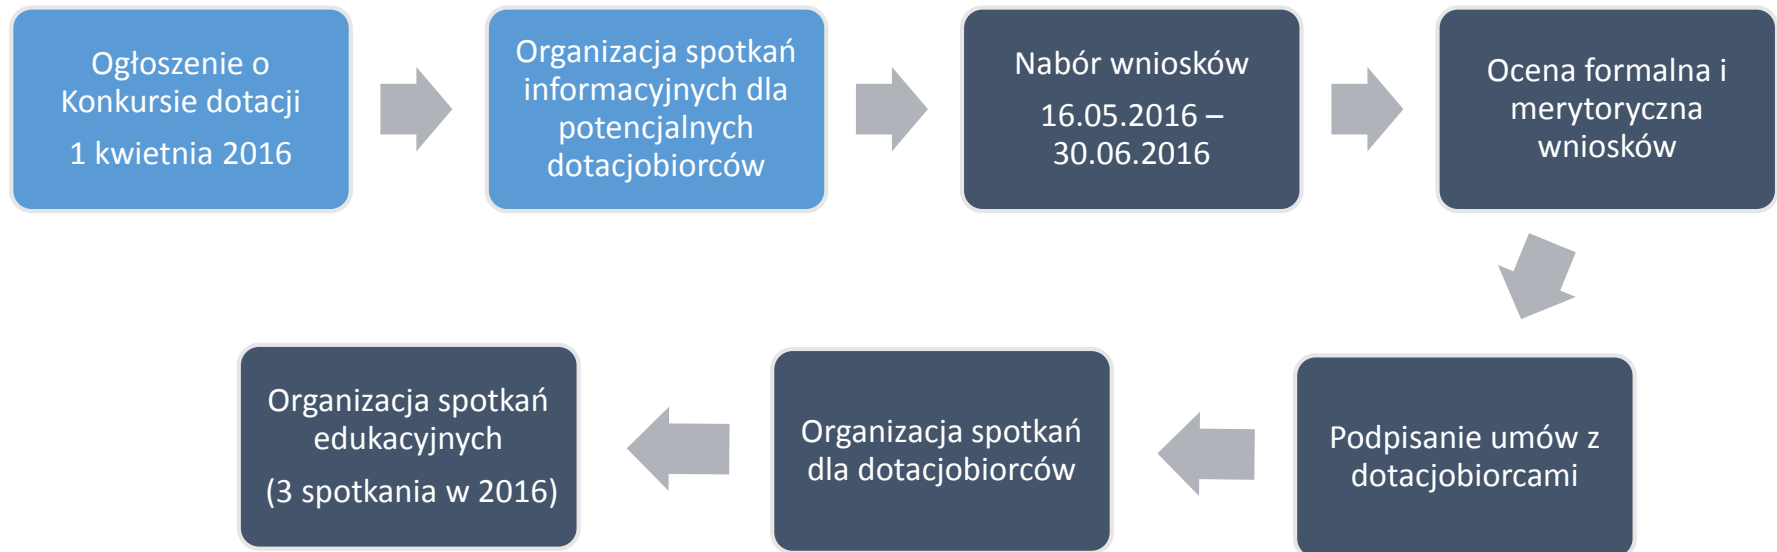 Ogłoszenie o
Konkursie dotacji
1 kwietnia 2016
Organizacja spotkań
informacyjnych dla
potencjalnych
dotacjobiorców
Nabór wniosków
16.05.2016 –
30.06.2016
Ocena formalna i
merytoryczna
wniosków
Podpisanie umów z
dotacjobiorcami
Organizacja spotkań
dla dotacjobiorców
Organizacja spotkań
edukacyjnych
(3 spotkania w 2016)